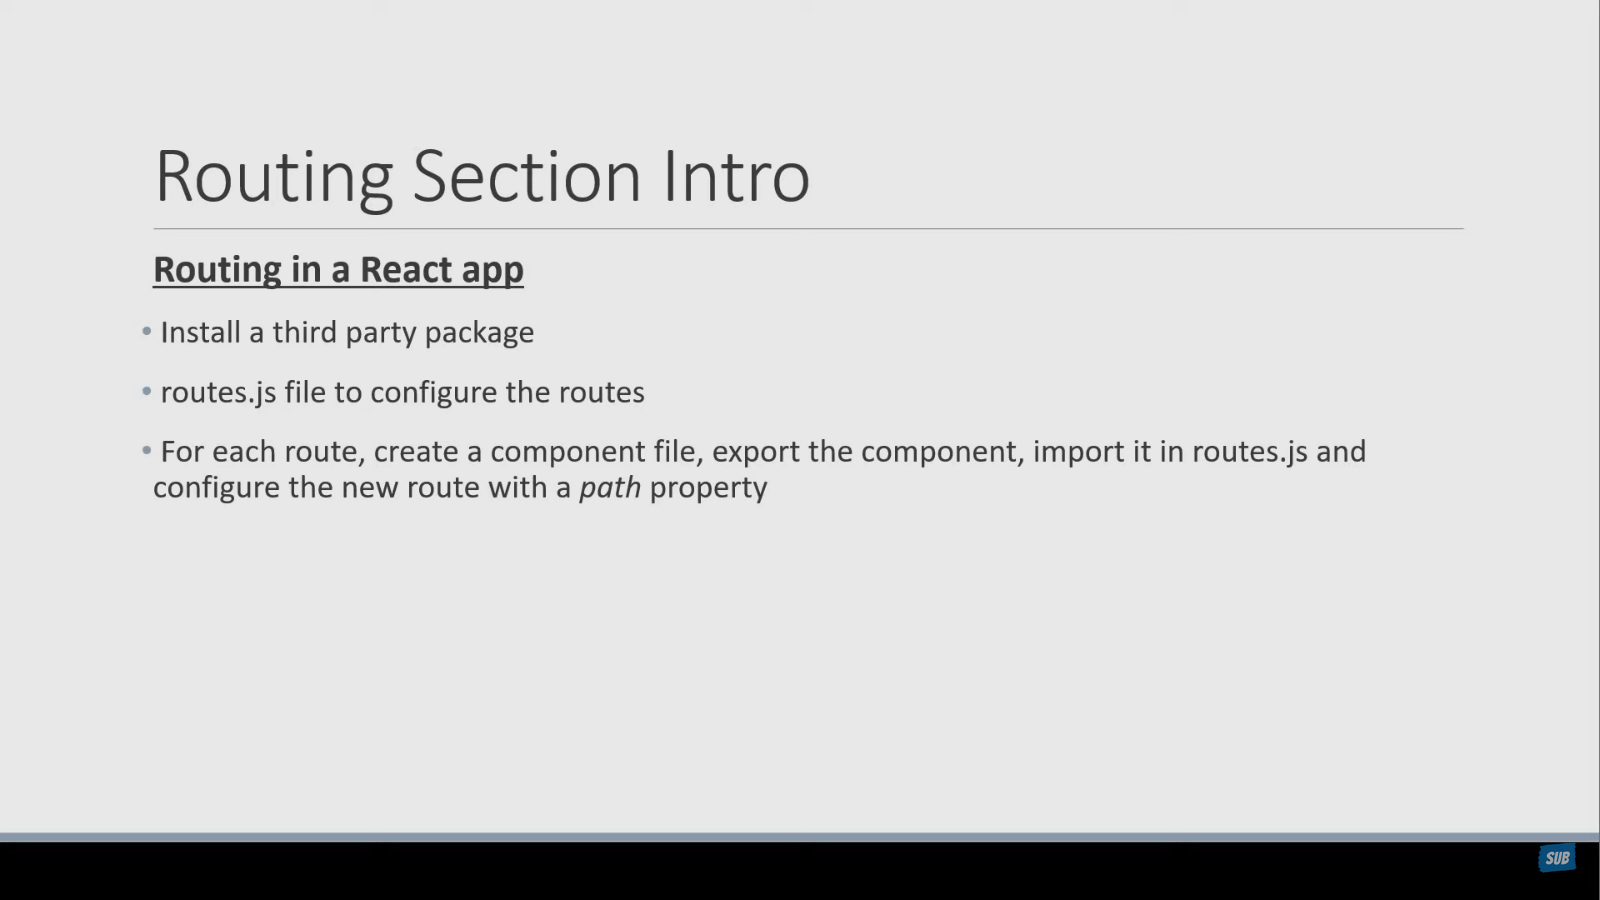 Routing Section Intro
Routing in a React app
• Install a third party package
• routes.js file to configure the routes
• For each route, create a component file, export the component, import it in routes.js and
configure the new route with a path property
SUB